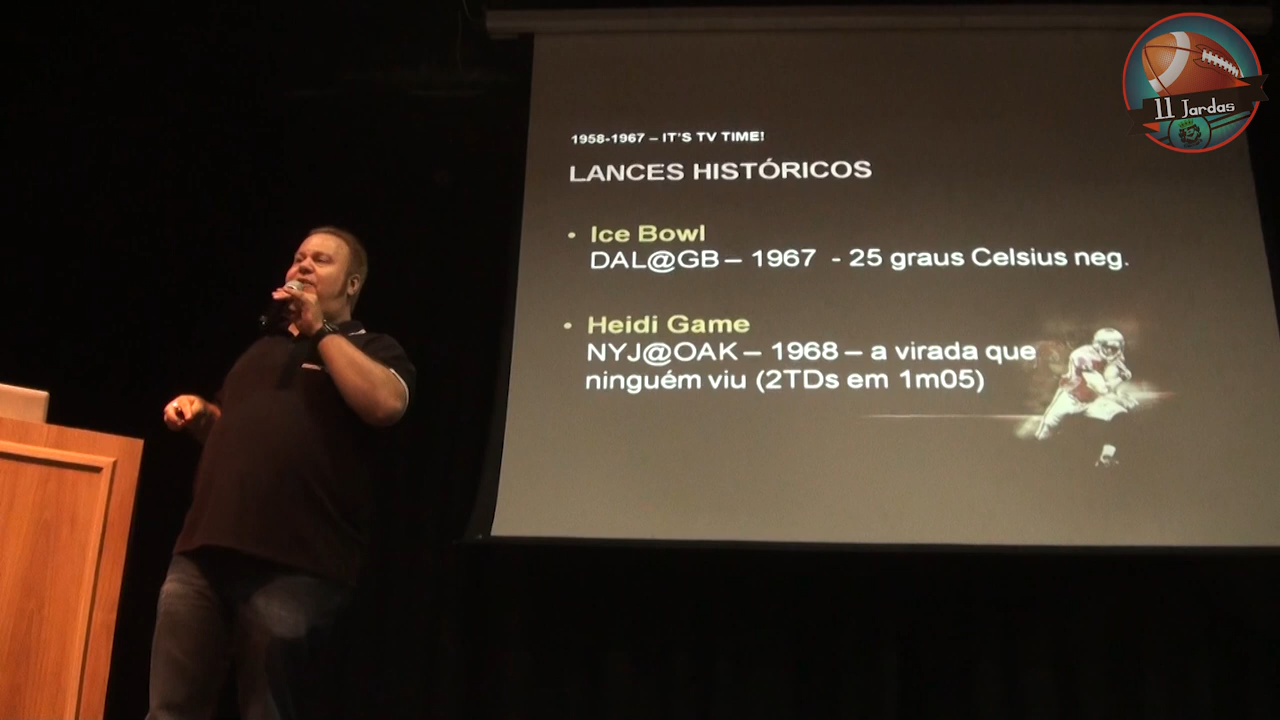 11 Jardas
1958-1967 – IT'S TV TIME!
LANCES HISTÓRICOS
• Ice Bowl
DAL@GB – 1967 - 25 graus Celsius neg.
• Heidi Game
NYJ@OAK – 1968 – a virada que
ninguém viu (2TDs em 1m05)